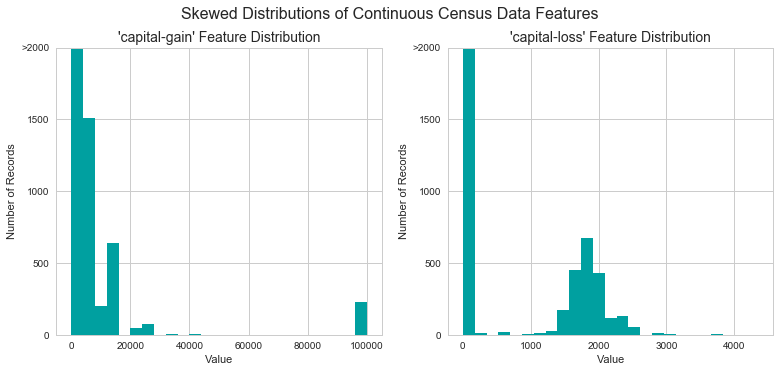 Skewed Distributions of Continuous Census Data Features
'capital-gain' Feature Distribution
>2000
1500
1000
500
0
Number of Records
0 20000 40000 60000 80000 100000
Value
'capital-loss' Feature Distribution
>2000
1500
1000
500
0
Number of Records
0 1000 2000 3000 4000
Value